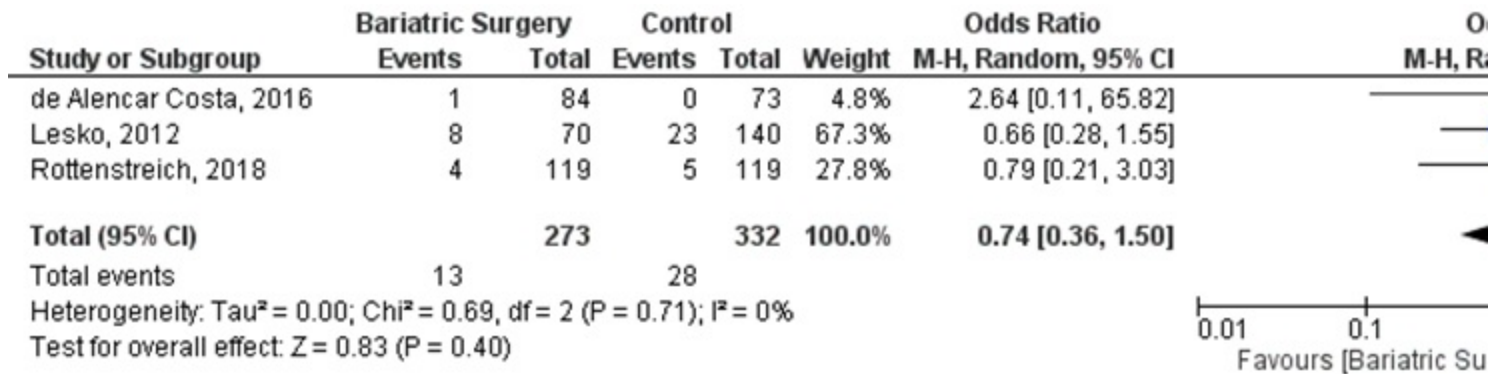 Bariatric Surgery Control Odds Ratio
Study or Subgroup Events Total Events Total Weight M-H, Random, 95% CI M-H,
de Alencar Costa, 2016 1 84 0 73 4.8% 2.64 [0.11, 65.82]
Lesko, 2012 8 70 23 140 67.3% 0.66 [0.28, 1.55]
Rottenstreich, 2018 4 119 5 119 27.8% 0.79 [0.21, 3.03]
Total (95% CI) 273 332 100.0% 0.74 [0.36, 1.50]
Total events 13 28
Heterogeneity: Tau² = 0.00; Chi² = 0.69, df = 2 (P = 0.71); I² = 0%
Test for overall effect: Z = 0.83 (P = 0.40)
0.01 0.1
Favours [Bariatric Su